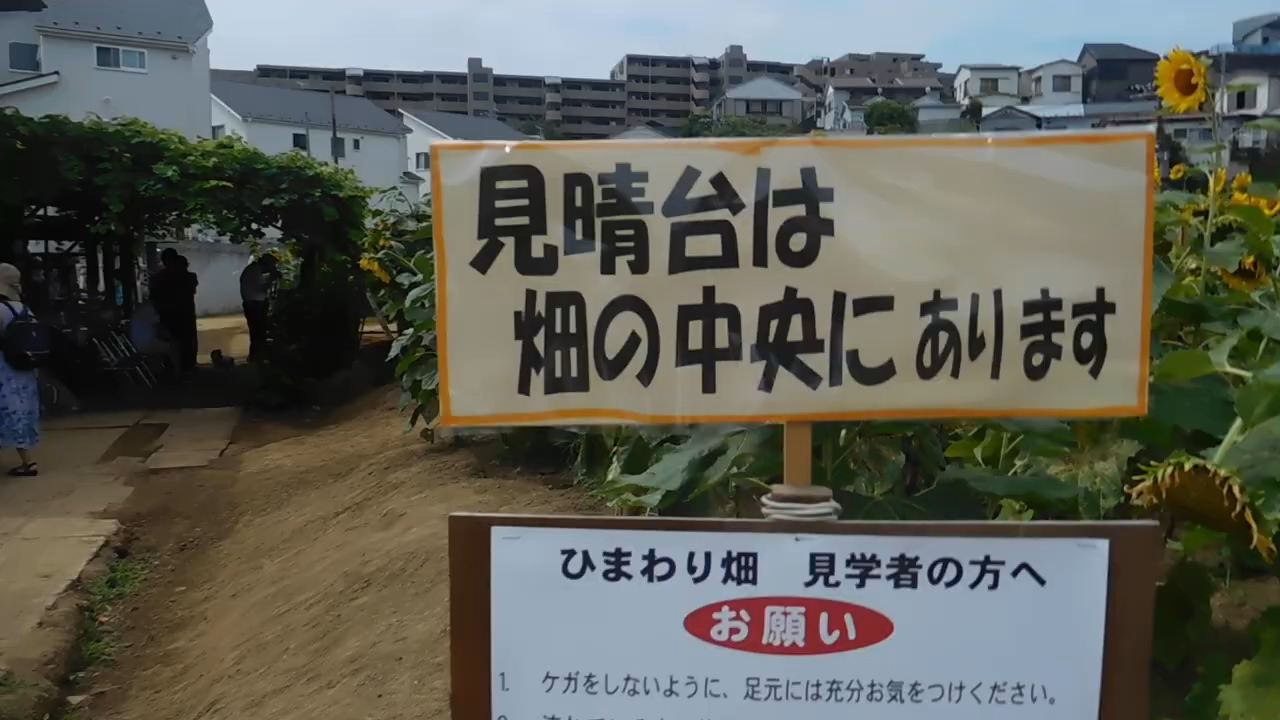 見晴台は
畑の中央にあります
ひまわり畑 見学者の方へ
お願い
1. ケガをしないように、足元には充分お気をつけください。